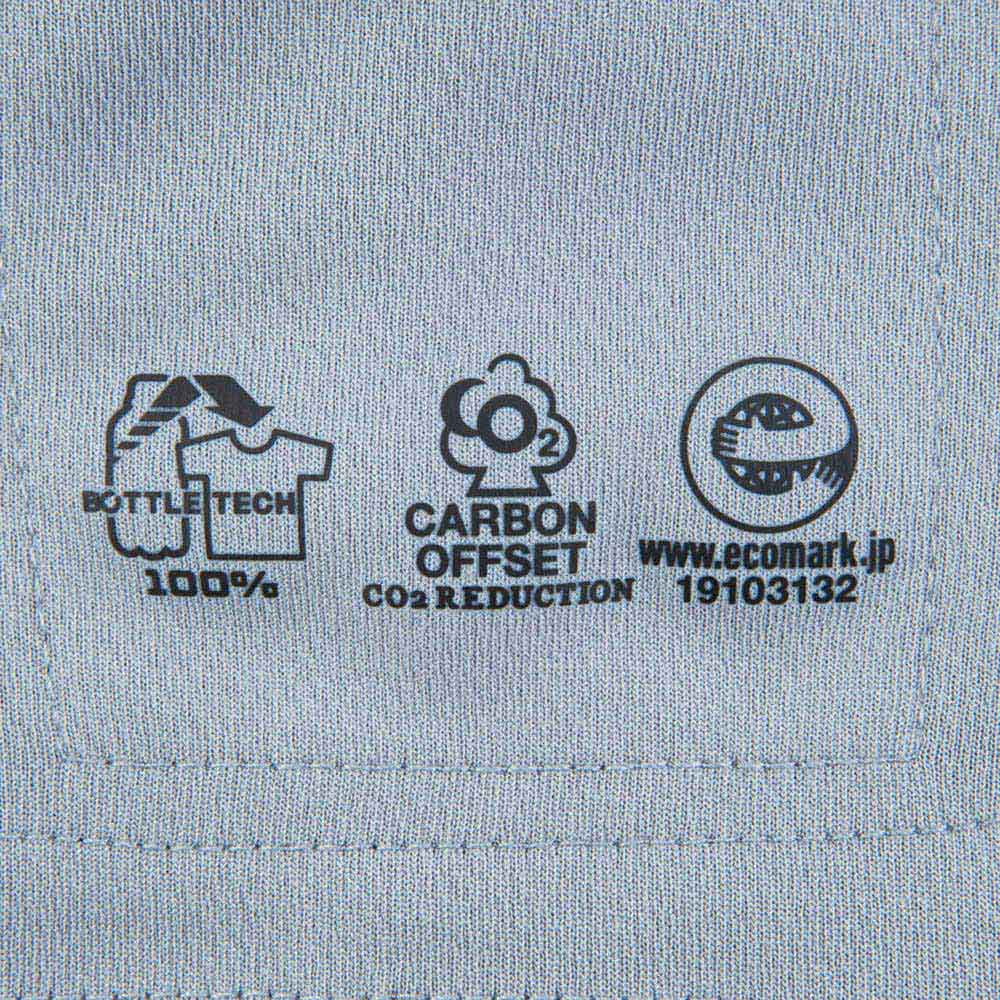 BOTTLE TECH
100%
CO2
CARBON
OFFSET
CO2 REDUCTION
www.ecomark.jp
19103132